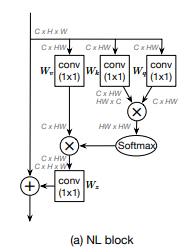 C x H x W
C x HW C x HW C x HW
W_v conv (1x1) W_k conv (1x1) W_q conv (1x1)
C x HW
HW x C
C x HW
C x HW
HW x HW
× Softmax
C x HW
C x H x W
+ conv (1x1) W_z
(a) NL block